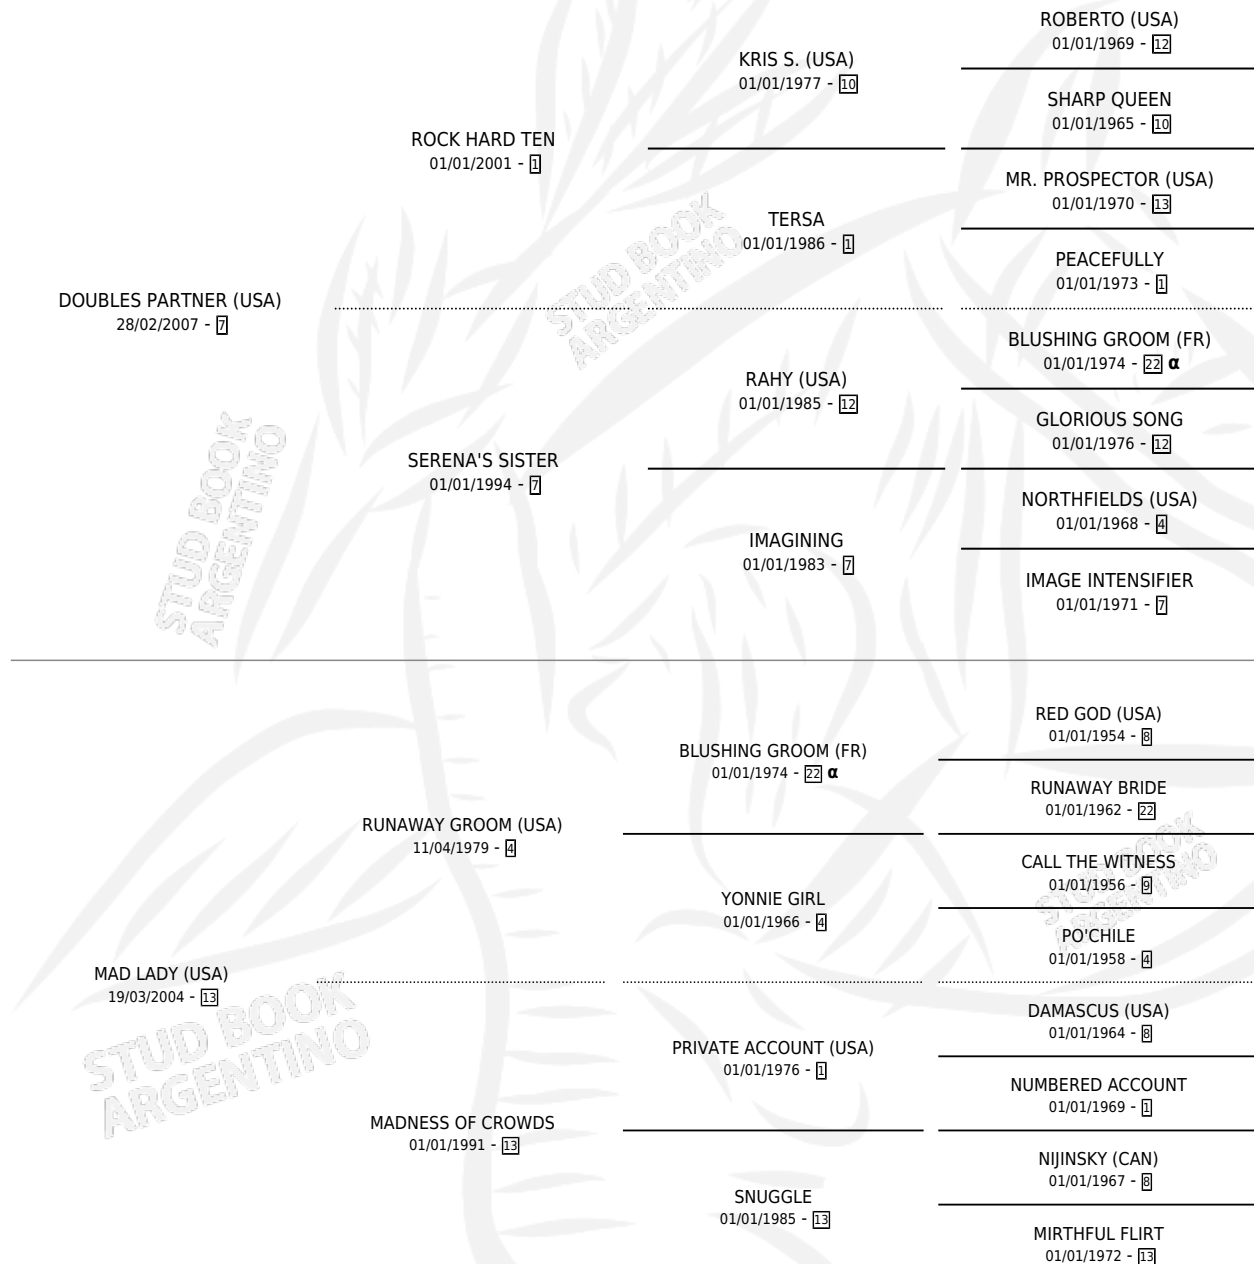 ROBERTO (USA)
01/01/1969 - 12
KRIS S. (USA)
01/01/1977 - 10
SHARP QUEEN
01/01/1965 - 10
ROCK HARD TEN
01/01/2001 - 1
MR. PROSPECTOR (USA)
01/01/1970 - 13
TERSA
01/01/1986 - 1
PEACEFULLY
01/01/1973 - 1
DOUBLES PARTNER (USA)
28/02/2007 - 7
BLUSHING GROOM (FR)
01/01/1974 - 22 α
RAHY (USA)
01/01/1985 - 12
GLORIOUS SONG
01/01/1976 - 12
SERENA'S SISTER
01/01/1994 - 7
NORTHFIELDS (USA)
01/01/1968 - 4
IMAGINING
01/01/1983 - 7
IMAGE INTENSIFIER
01/01/1971 - 7
RED GOD (USA)
01/01/1954 - 8
BLUSHING GROOM (FR)
01/01/1974 - 22 α
RUNAWAY BRIDE
01/01/1962 - 22
RUNAWAY GROOM (USA)
11/04/1979 - 4
CALL THE WITNESS
01/01/1956 - 9
YONNIE GIRL
01/01/1966 - 4
PO'CHILE
01/01/1958 - 4
MAD LADY (USA)
19/03/2004 - 13
DAMASCUS (USA)
01/01/1964 - 8
PRIVATE ACCOUNT (USA)
01/01/1976 - 1
NUMBERED ACCOUNT
01/01/1969 - 1
MADNESS OF CROWDS
01/01/1991 - 13
NIJINSKY (CAN)
01/01/1967 - 8
SNUGGLE
01/01/1985 - 13
MIRTHFUL FLIRT
01/01/1972 - 13
STUD BOOK
ARGENTINO
STUD BOOK
ARGENTINO
STUD BOOK
ARGENTINO
STUD BOOK
ARGENTINO